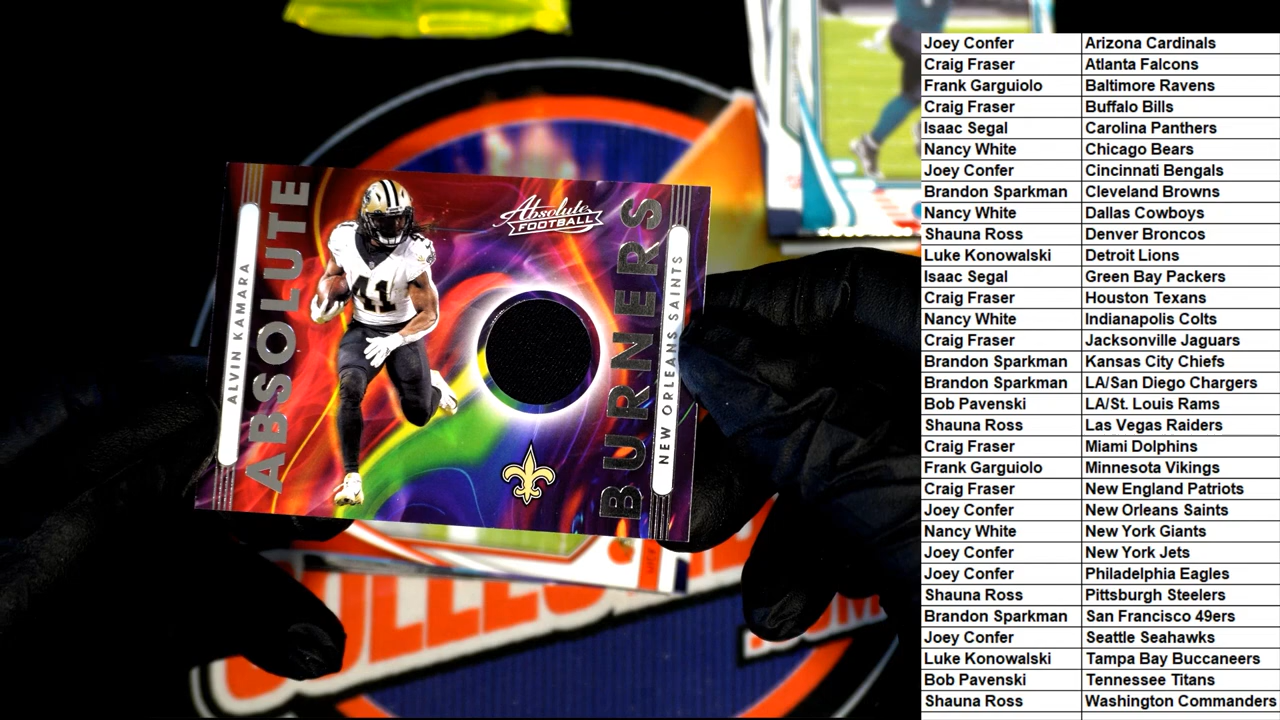 ALVIN KAMARA
ABSOLUTE
Absolute
FOOTBALL
41
BURNERS
NEW ORLEANS SAINTS
Joey Confer Arizona Cardinals
Craig Fraser Atlanta Falcons
Frank Garguiolo Baltimore Ravens
Craig Fraser Buffalo Bills
Isaac Segal Carolina Panthers
Nancy White Chicago Bears
Joey Confer Cincinnati Bengals
Brandon Sparkman Cleveland Browns
Nancy White Dallas Cowboys
Shauna Ross Denver Broncos
Luke Konowalski Detroit Lions
Isaac Segal Green Bay Packers
Craig Fraser Houston Texans
Nancy White Indianapolis Colts
Craig Fraser Jacksonville Jaguars
Brandon Sparkman Kansas City Chiefs
Brandon Sparkman LA/San Diego Chargers
Bob Pavenski LA/St. Louis Rams
Shauna Ross Las Vegas Raiders
Craig Fraser Miami Dolphins
Frank Garguiolo Minnesota Vikings
Craig Fraser New England Patriots
Joey Confer New Orleans Saints
Nancy White New York Giants
Joey Confer New York Jets
Joey Confer Philadelphia Eagles
Shauna Ross Pittsburgh Steelers
Brandon Sparkman San Francisco 49ers
Joey Confer Seattle Seahawks
Luke Konowalski Tampa Bay Buccaneers
Bob Pavenski Tennessee Titans
Shauna Ross Washington Commanders